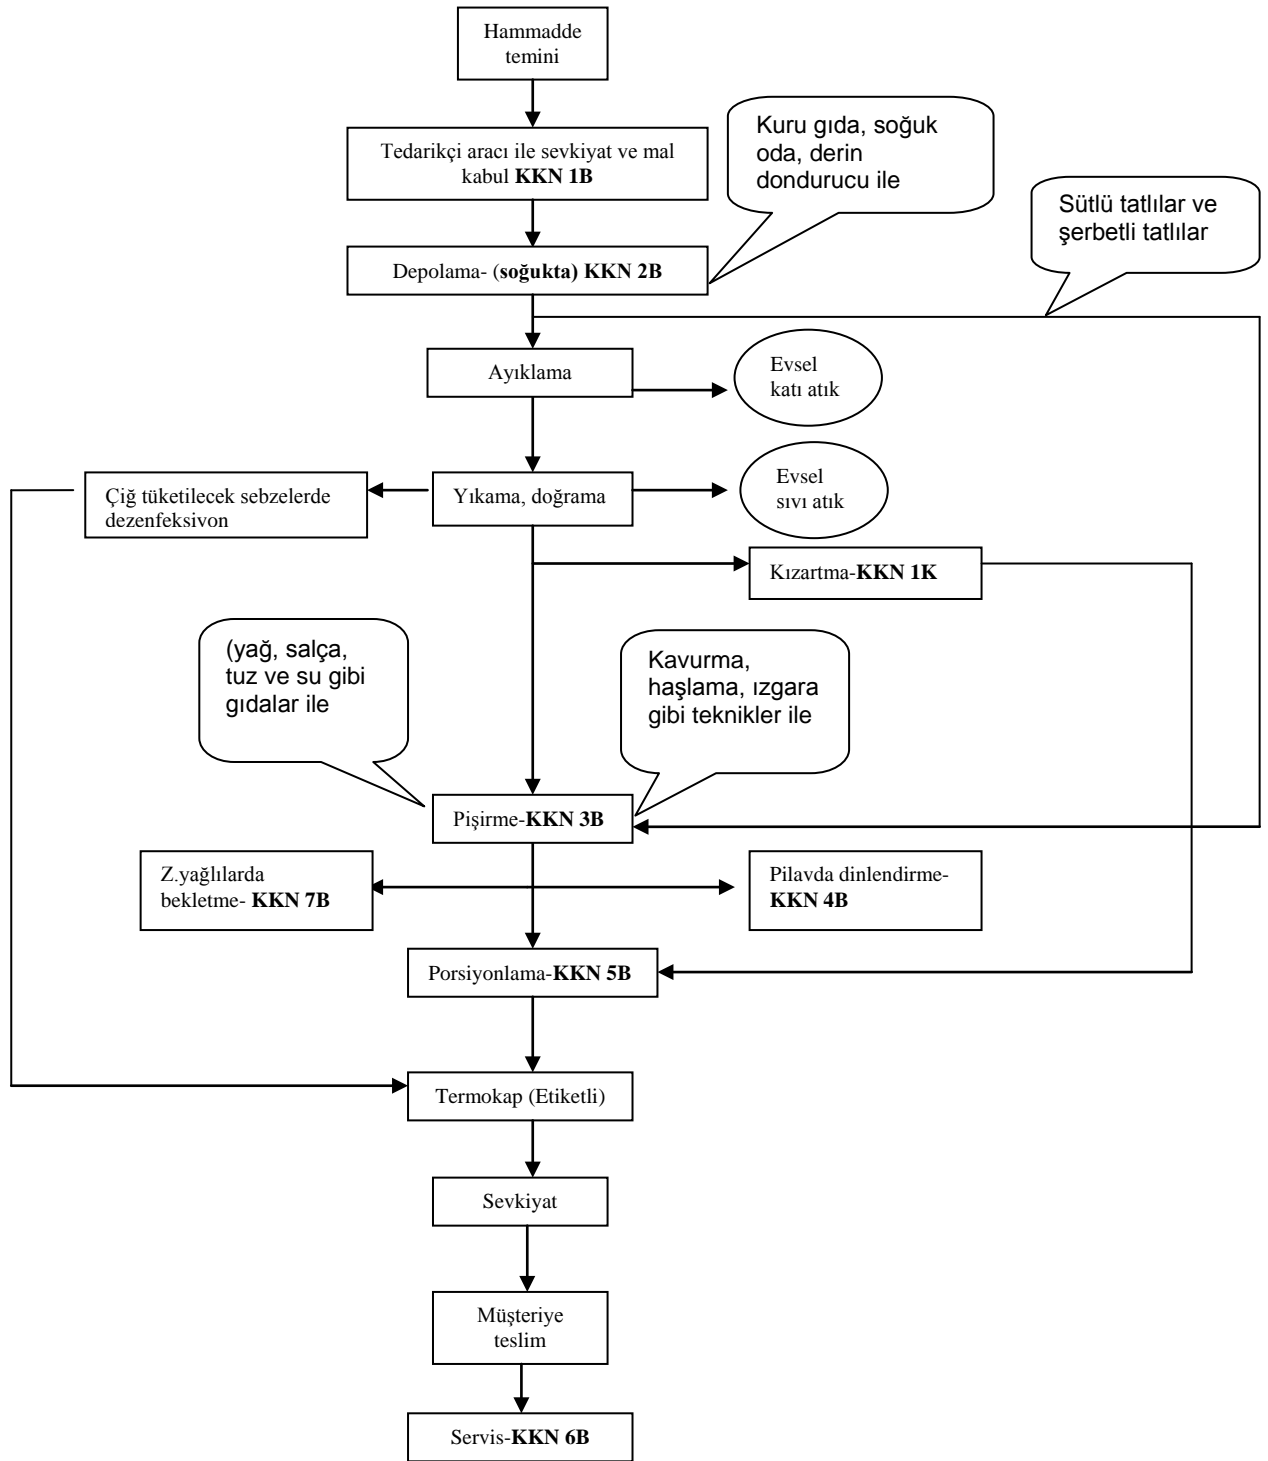 Hammadde
temini
Tedarikçi aracı ile sevkiyat ve mal
kabul KKN 1B
Kuru gıda, soğuk
oda, derin
dondurucu ile
Sütlü tatlılar ve
şerbetli tatlılar
Depolama- (soğukta) KKN 2B
Ayıklama
Evsel
katı atık
Çiğ tüketilecek sebzelerde
dezenfeksivon
Yıkama, doğrama
Evsel
sıvı atık
Kızartma-KKN 1K
(yağ, salça,
tuz ve su gibi
gıdalar ile
Kavurma,
haşlama, ızgara
gibi teknikler ile
Pişirme-KKN 3B
Z.yağlılarda
bekletme- KKN 7B
Pilavda dinlendirme-
KKN 4B
Porsiyonlama-KKN 5B
Termokap (Etiketli)
Sevkiyat
Müşteriye
teslim
Servis-KKN 6B